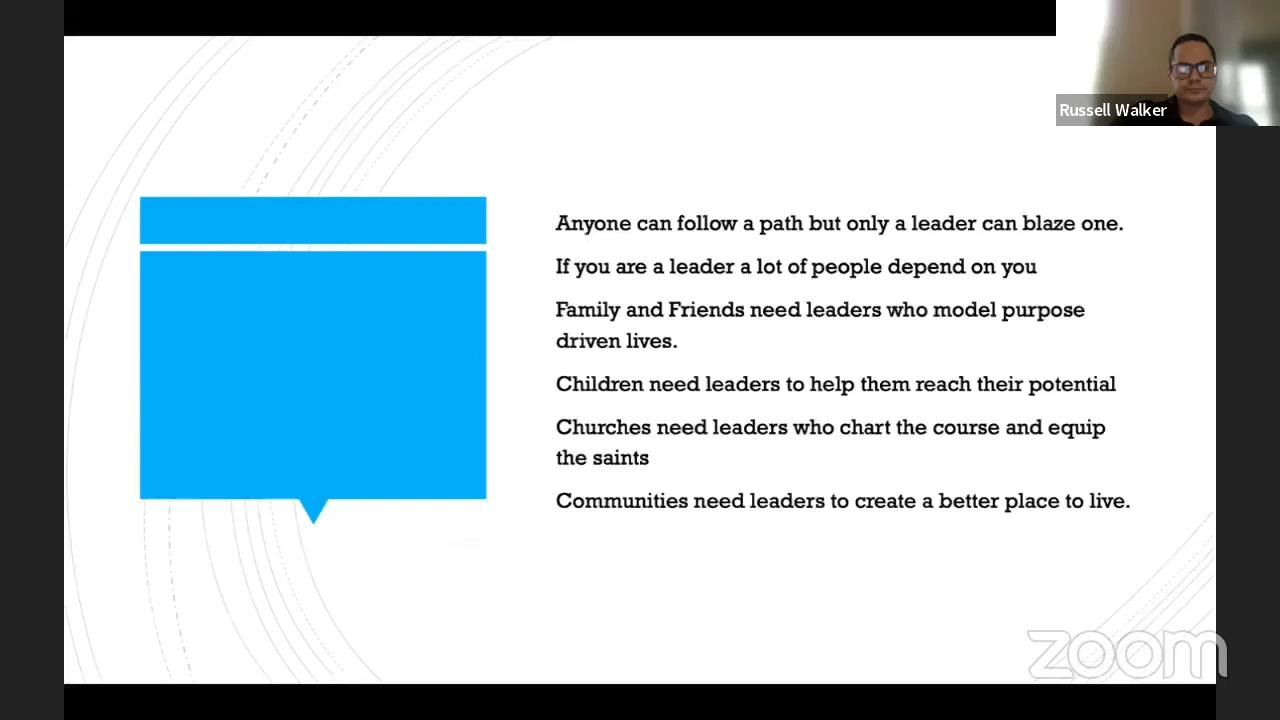 Russell Walker
Anyone can follow a path but only a leader can blaze one.
If you are a leader a lot of people depend on you
Family and Friends need leaders who model purpose
driven lives.
Children need leaders to help them reach their potential
Churches need leaders who chart the course and equip
the saints
Communities need leaders to create a better place to live.
zoom